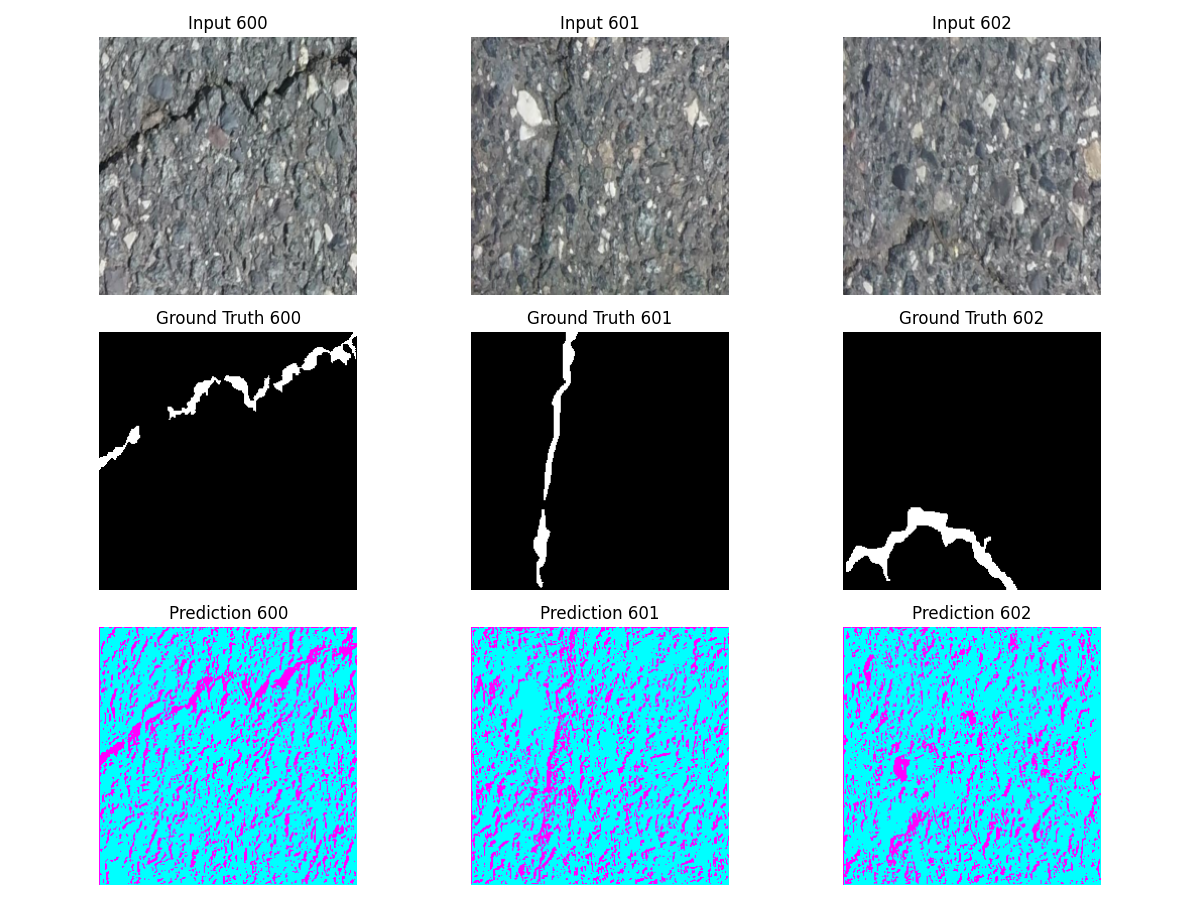 Input 600
Input 601
Input 602
Ground Truth 600
Ground Truth 601
Ground Truth 602
Prediction 600
Prediction 601
Prediction 602